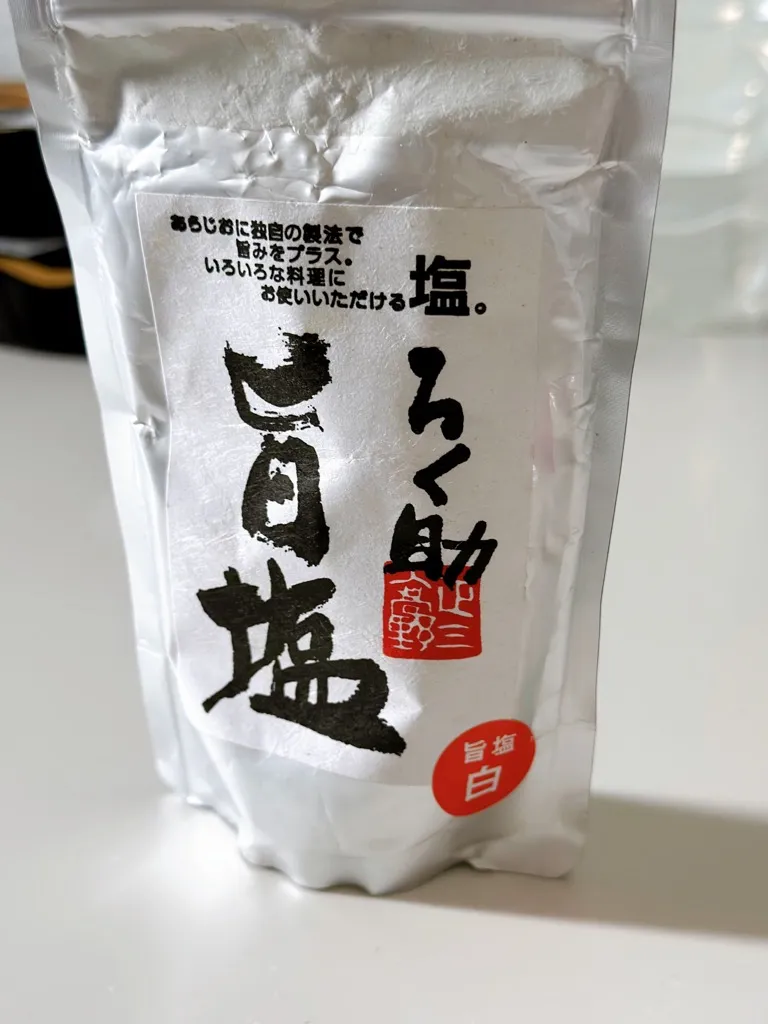 あらじおに独自の製法で
旨みをプラス。
いろいろな料理に
お使いいただける塩。
ろく助
旨塩
旨塩
白